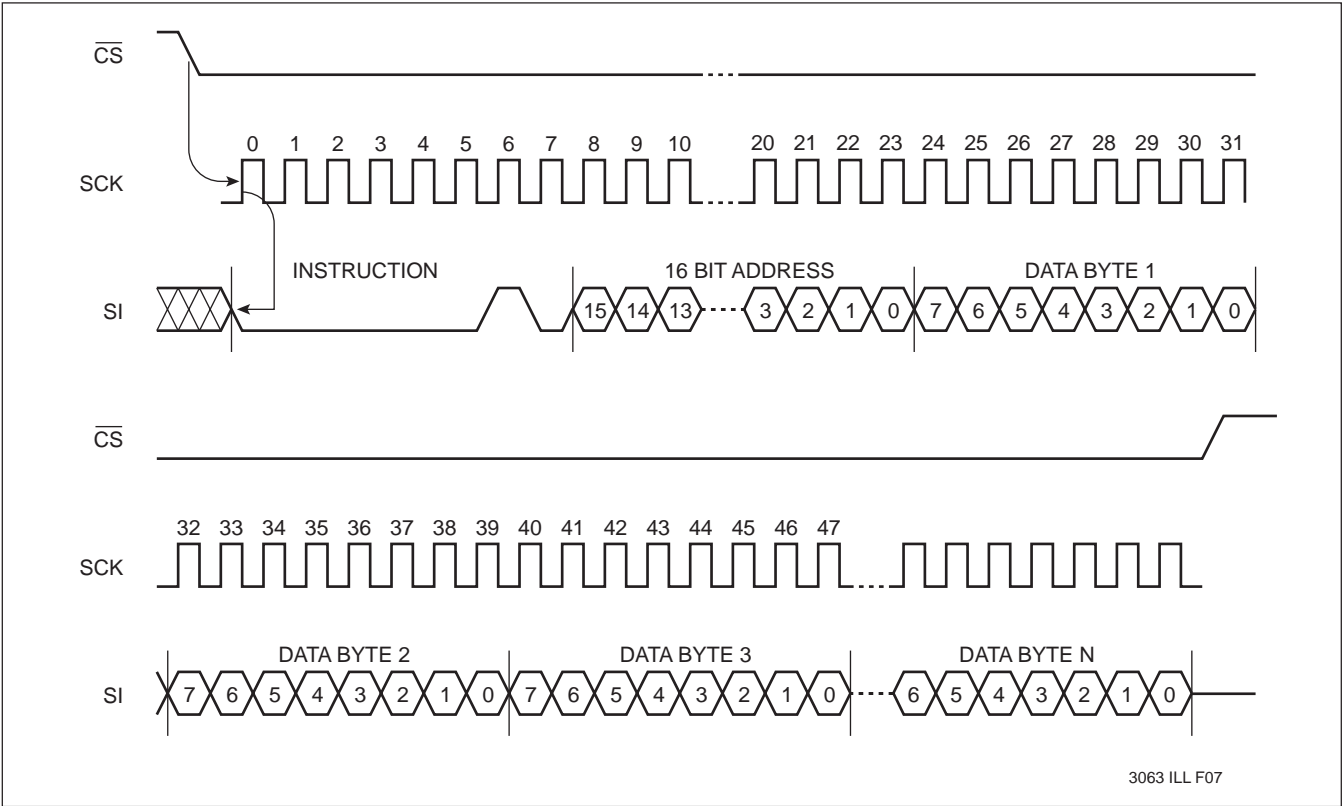 CS
0 1 2 3 4 5 6 7 8 9 10 20 21 22 23 24 25 26 27 28 29 30 31
SCK
INSTRUCTION 16 BIT ADDRESS DATA BYTE 1
SI 15 14 13 3 2 1 0 7 6 5 4 3 2 1 0
CS
32 33 34 35 36 37 38 39 40 41 42 43 44 45 46 47
SCK
DATA BYTE 2 DATA BYTE 3 DATA BYTE N
SI 7 6 5 4 3 2 1 0 7 6 5 4 3 2 1 0 6 5 4 3 2 1 0
3063 ILL F07